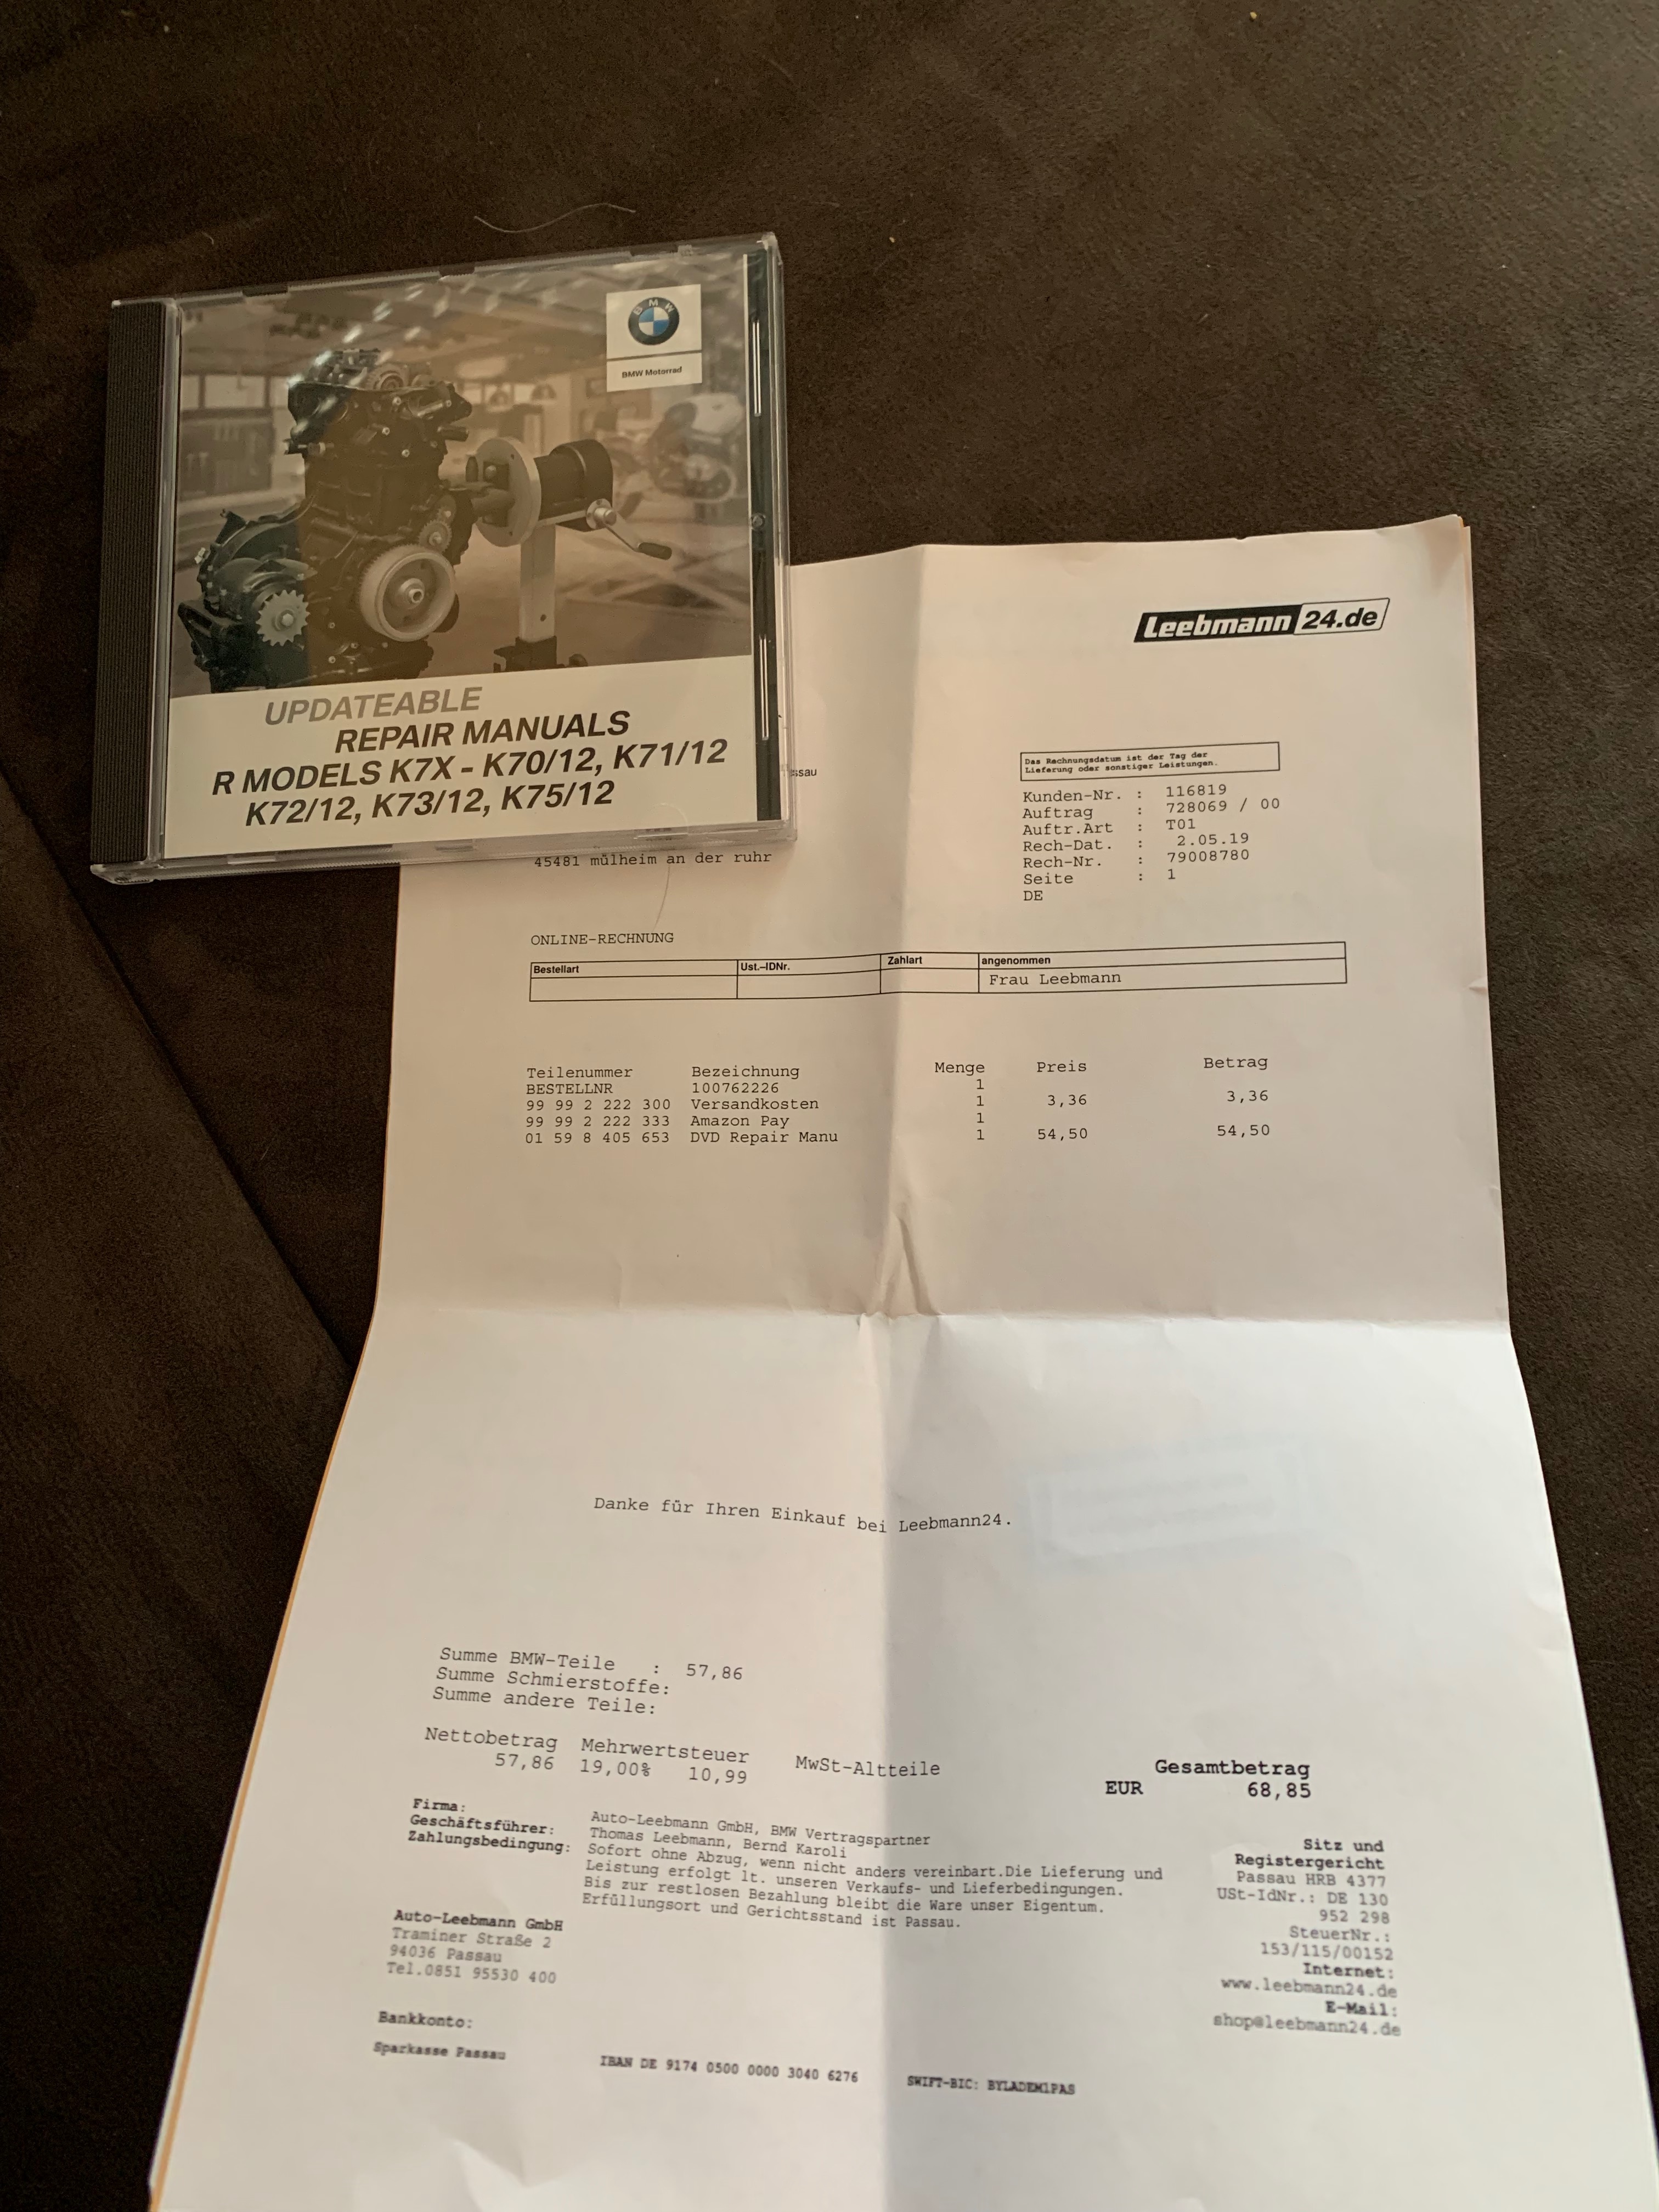 BMW
BMW Motorrad
UPDATEABLE
REPAIR MANUALS
R MODELS K7X - K70/12, K71/12
K72/12, K73/12, K75/12
Leebmann24.de
ssau
45481 mülheim an der ruhr
Das Rechnungsdatum ist der Tag der
Lieferung oder sonstiger Leistungen.
Kunden-Nr. : 116819
Auftrag : 728069 / 00
Auftr.Art : T01
Rech-Dat. : 2.05.19
Rech-Nr. : 79008780
Seite : 1
DE
ONLINE-RECHNUNG
Bestellart Ust.-IDNr. Zahlart angenommen
Frau Leebmann
Teilenummer Bezeichnung Menge Preis Betrag
BESTELLNR 100762226 1
99 99 2 222 300 Versandkosten 1 3,36 3,36
99 99 2 222 333 Amazon Pay 1
01 59 8 405 653 DVD Repair Manu 1 54,50 54,50
Danke für Ihren Einkauf bei Leebmann24.
Summe BMW-Teile : 57,86
Summe Schmierstoffe:
Summe andere Teile:
Nettobetrag Mehrwertsteuer MwSt-Altteile Gesamtbetrag
57,86 19,00% 10,99 EUR 68,85
Firma: Auto-Leebmann GmbH, BMW Vertragspartner
Geschäftsführer: Thomas Leebmann, Bernd Karoli
Zahlungsbedingung: Sofort ohne Abzug, wenn nicht anders vereinbart.Die Lieferung und
Leistung erfolgt lt. unseren Verkaufs- und Lieferbedingungen.
Bis zur restlosen Bezahlung bleibt die Ware unser Eigentum.
Erfüllungsort und Gerichtsstand ist Passau.
Sitz und
Registergericht
Passau HRB 4377
USt-IdNr.: DE 130
952 298
SteuerNr.:
153/115/00152
Internet:
www.leebmann24.de
E-Mail:
shop@leebmann24.de
Auto-Leebmann GmbH
Traminer Straße 2
94036 Passau
Tel.0851 95530 400
Bankkonto:
Sparkasse Passau IBAN DE 9174 0500 0000 3040 6276 SWIFT-BIC: BYLADEM1PAS